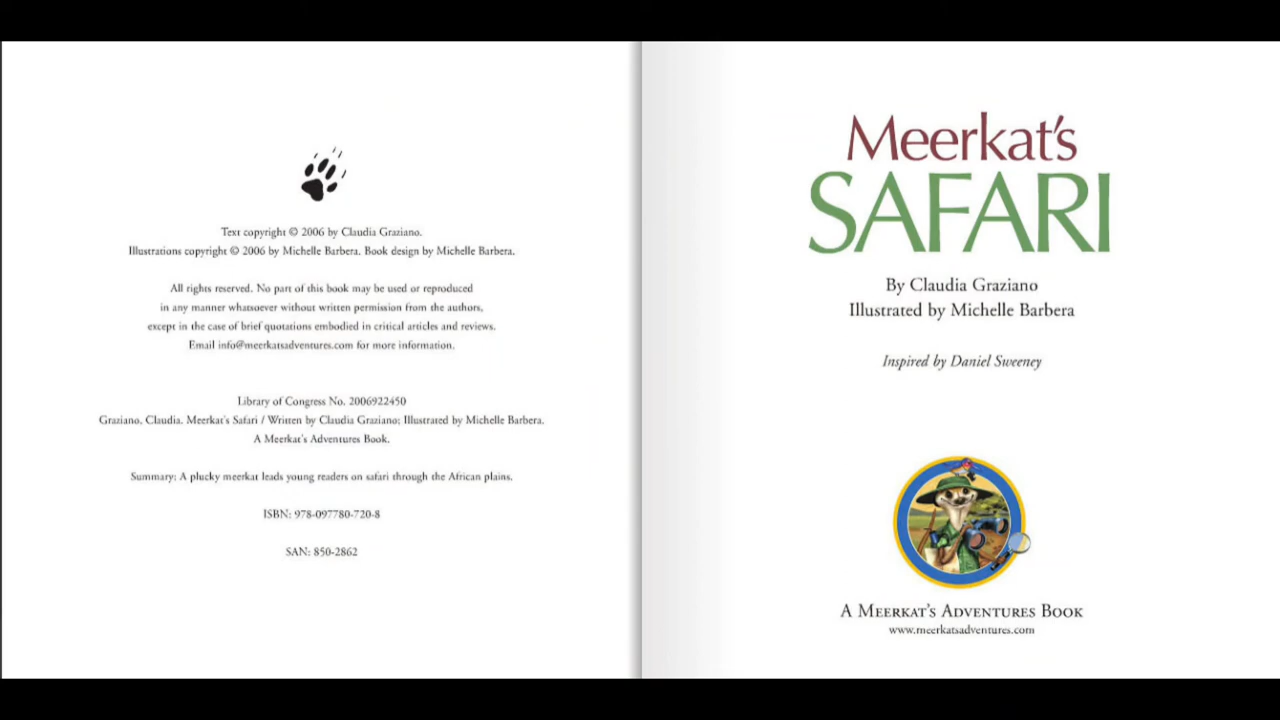 Text copyright © 2006 by Claudia Graziano.
Illustrations copyright © 2006 by Michelle Barbera. Book design by Michelle Barbera.
All rights reserved. No part of this book may be used or reproduced
in any manner whatsoever without written permission from the authors,
except in the case of brief quotations embodied in critical articles and reviews.
Email info@meerkatsadventures.com for more information.
Library of Congress No. 2006922450
Graziano, Claudia. Meerkat's Safari / Written by Claudia Graziano; Illustrated by Michelle Barbera.
A Meerkat's Adventures Book.
Summary: A plucky meerkat leads young readers on safari through the African plains.
ISBN: 978-097780-720-8
SAN: 850-2862
Meerkat's
SAFARI
By Claudia Graziano
Illustrated by Michelle Barbera
Inspired by Daniel Sweeney
A Meerkat's Adventures Book
www.meerkatsadventures.com